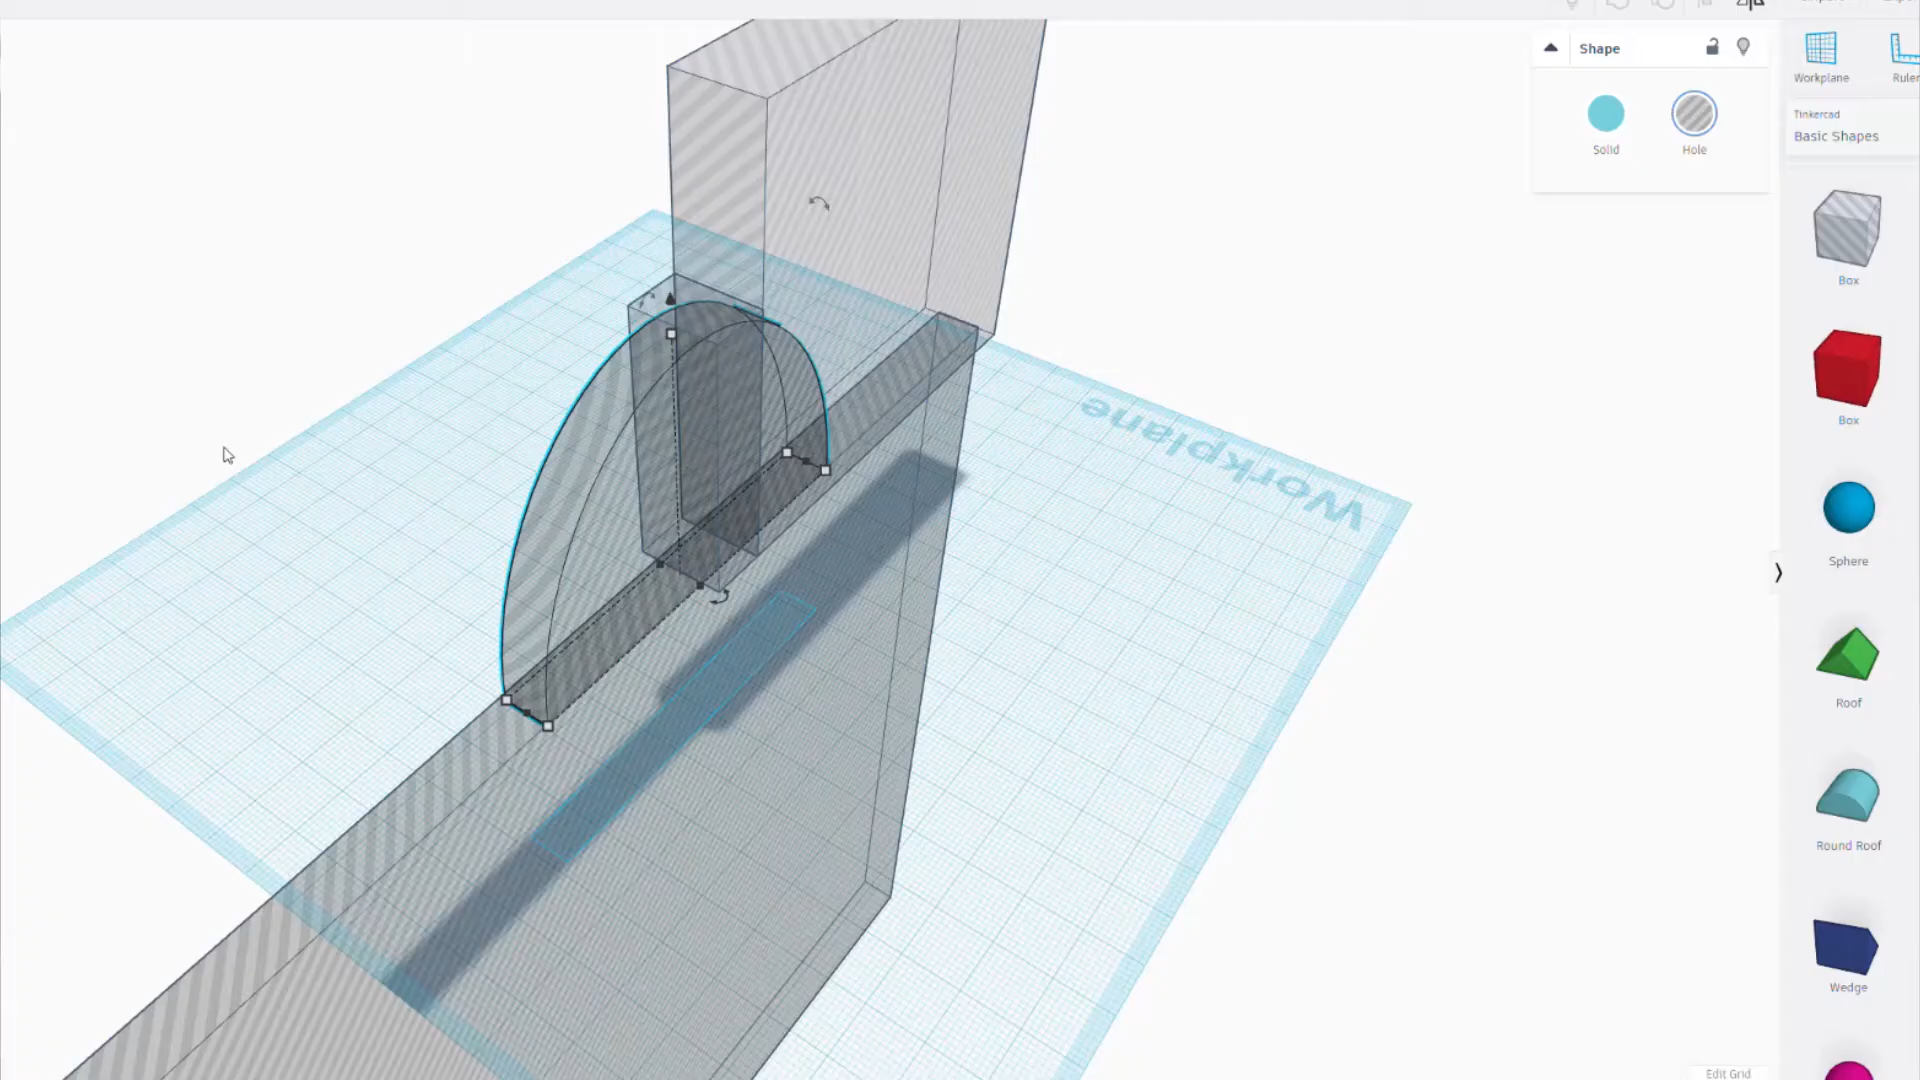 Shape
Solid
Hole
Workplane
Ruler
Tinkercad
Basic Shapes
Box
Box
Sphere
Roof
Round Roof
Wedge
Workplane
Edit Grid